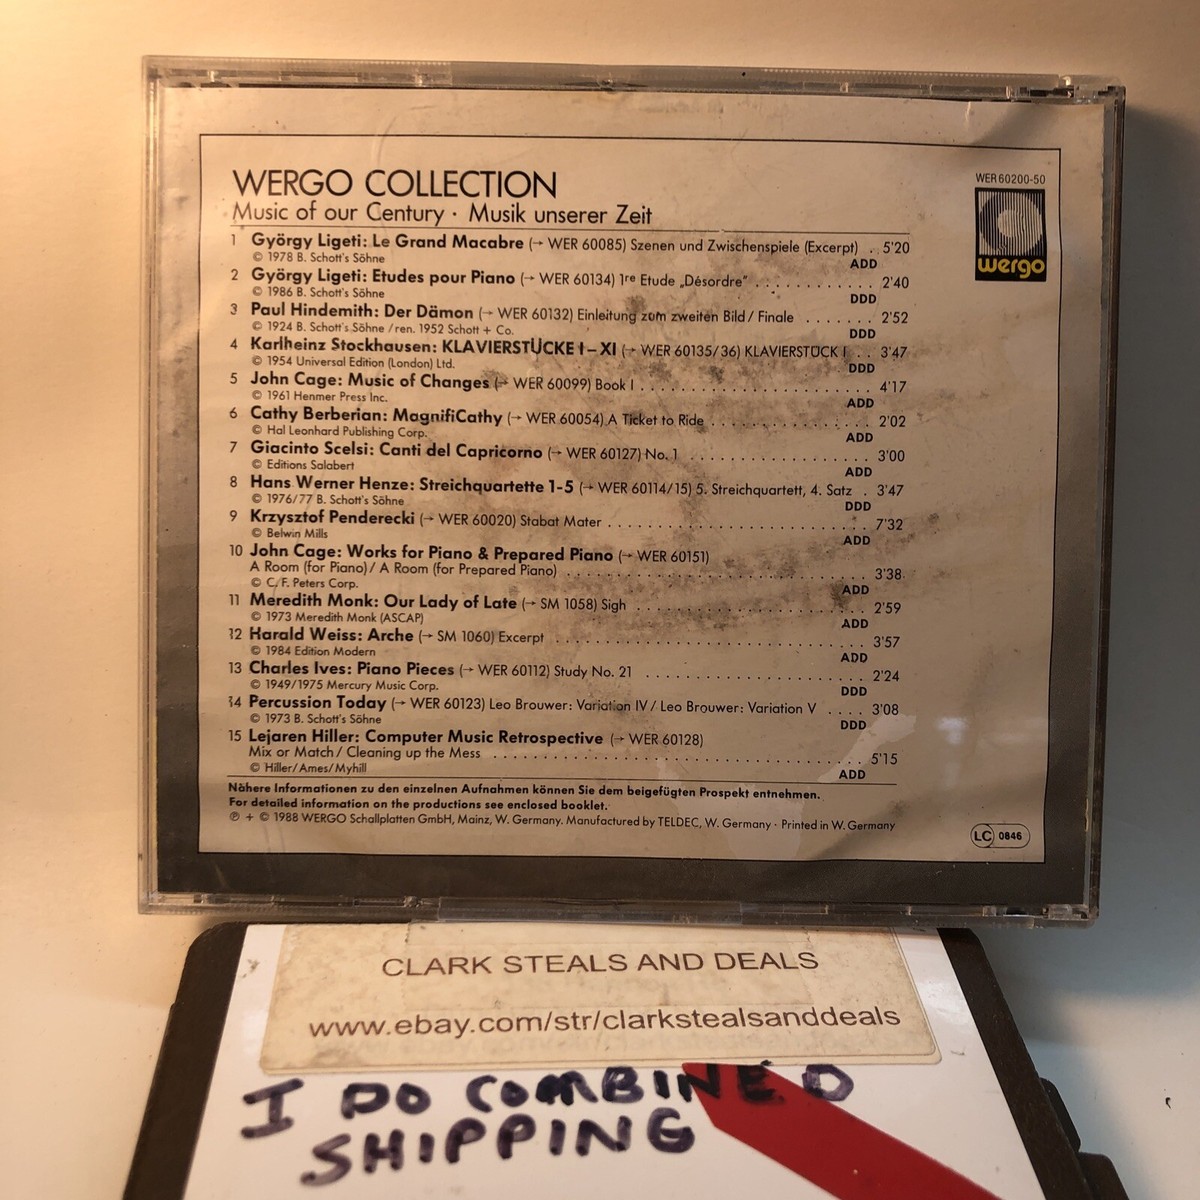 WERGO COLLECTION
Music of our Century · Musik unserer Zeit
WER 60200-50
wergo
1 György Ligeti: Le Grand Macabre (→ WER 60085) Szenen und Zwischenspiele (Excerpt) . 5'20
© 1978 B. Schott's Söhne ADD
2 György Ligeti: Etudes pour Piano (→ WER 60134) 1re Etude „Désordre" . . . . . . . . . . . . 2'40
© 1986 B. Schott's Söhne DDD
3 Paul Hindemith: Der Dämon (→ WER 60132) Einleitung zum zweiten Bild / Finale . . . . . . . 2'52
© 1924 B. Schott's Söhne / ren. 1952 Schott + Co. DDD
4 Karlheinz Stockhausen: KLAVIERSTÜCKE I – XI (→ WER 60135/36) KLAVIERSTÜCK I . . 3'47
© 1954 Universal Edition (London) Ltd. DDD
5 John Cage: Music of Changes (→ WER 60099) Book I . . . . . . . . . . . . . . . . . . . . . . . 4'17
© 1961 Henmer Press Inc. ADD
6 Cathy Berberian: MagnifiCathy (→ WER 60054) A Ticket to Ride . . . . . . . . . . . . . . . . 2'02
© Hal Leonhard Publishing Corp. ADD
7 Giacinto Scelsi: Canti del Capricorno (→ WER 60127) No. 1 . . . . . . . . . . . . . . . . . . 3'00
© Editions Salabert ADD
8 Hans Werner Henze: Streichquartette 1-5 (→ WER 60114/15) 5. Streichquartett, 4. Satz . 3'47
© 1976/77 B. Schott's Söhne DDD
9 Krzysztof Penderecki (→ WER 60020) Stabat Mater . . . . . . . . . . . . . . . . . . . . . . . . . 7'32
© Belwin Mills ADD
10 John Cage: Works for Piano & Prepared Piano (→ WER 60151)
A Room (for Piano) / A Room (for Prepared Piano) . . . . . . . . . . . . . . . . . . . . . . . . . . . 3'38
© C. F. Peters Corp. ADD
11 Meredith Monk: Our Lady of Late (→ SM 1058) Sigh . . . . . . . . . . . . . . . . . . . . . . 2'59
© 1973 Meredith Monk (ASCAP) ADD
12 Harald Weiss: Arche (→ SM 1060) Excerpt . . . . . . . . . . . . . . . . . . . . . . . . . . . . . 3'57
© 1984 Edition Modern ADD
13 Charles Ives: Piano Pieces (→ WER 60112) Study No. 21 . . . . . . . . . . . . . . . . . . . . . 2'24
© 1949/1975 Mercury Music Corp. DDD
14 Percussion Today (→ WER 60123) Leo Brouwer: Variation IV / Leo Brouwer: Variation V . . . . 3'08
© 1973 B. Schott's Söhne DDD
15 Lejaren Hiller: Computer Music Retrospective (→ WER 60128)
Mix or Match / Cleaning up the Mess . . . . . . . . . . . . . . . . . . . . . . . . . . . . . . . . . . 5'15
© Hiller/Ames/Myhill ADD
Nähere Informationen zu den einzelnen Aufnahmen können Sie dem beigefügten Prospekt entnehmen.
For detailed information on the productions see enclosed booklet.
℗ + © 1988 WERGO Schallplatten GmbH, Mainz, W. Germany. Manufactured by TELDEC, W. Germany · Printed in W. Germany
LC 0846
CLARK STEALS AND DEALS
www.ebay.com/str/clarkstealsanddeals
I DO COMBINED
SHIPPING